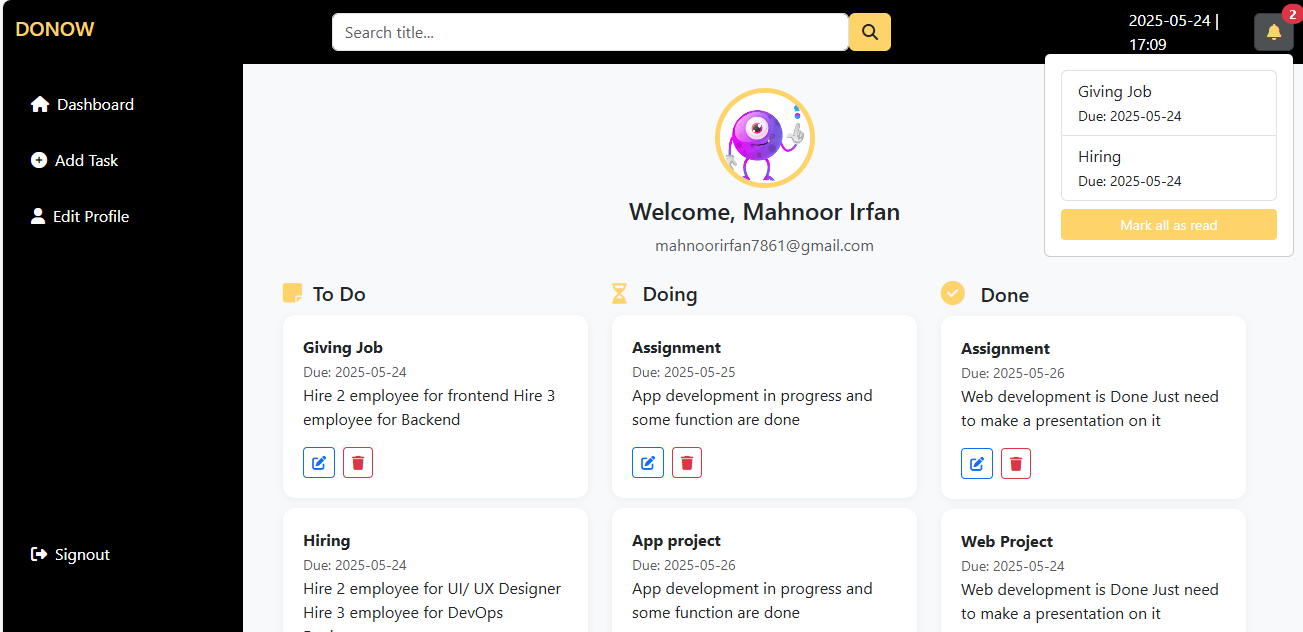 DONOW
Search title...
2025-05-24 |
17:09
2
Dashboard
Add Task
Edit Profile
Signout
Giving Job
Due: 2025-05-24
Hiring
Due: 2025-05-24
Mark all as read
Welcome, Mahnoor Irfan
mahnoorirfan7861@gmail.com
To Do
Giving Job
Due: 2025-05-24
Hire 2 employee for frontend Hire 3
employee for Backend
Hiring
Due: 2025-05-24
Hire 2 employee for UI/ UX Designer
Hire 3 employee for DevOps
Doing
Assignment
Due: 2025-05-25
App development in progress and
some function are done
App project
Due: 2025-05-26
App development in progress and
some function are done
Done
Assignment
Due: 2025-05-26
Web development is Done Just need
to make a presentation on it
Web Project
Due: 2025-05-24
Web development is Done Just need
to make a presentation on it